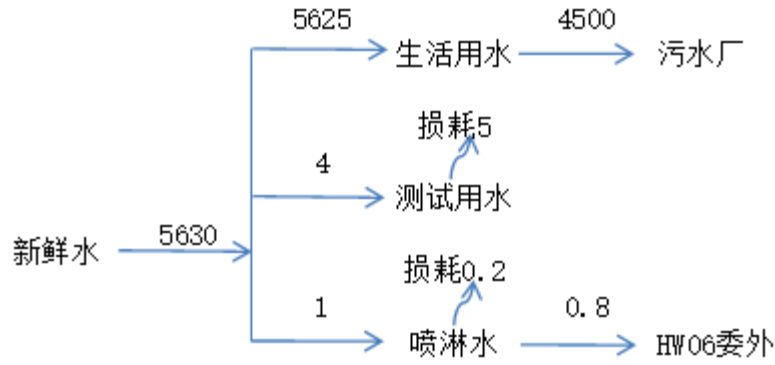 5625
4500
生活用水
污水厂
损耗5
4
测试用水
新鲜水
5630
损耗0.2
1
0.8
喷淋水
HW06委外